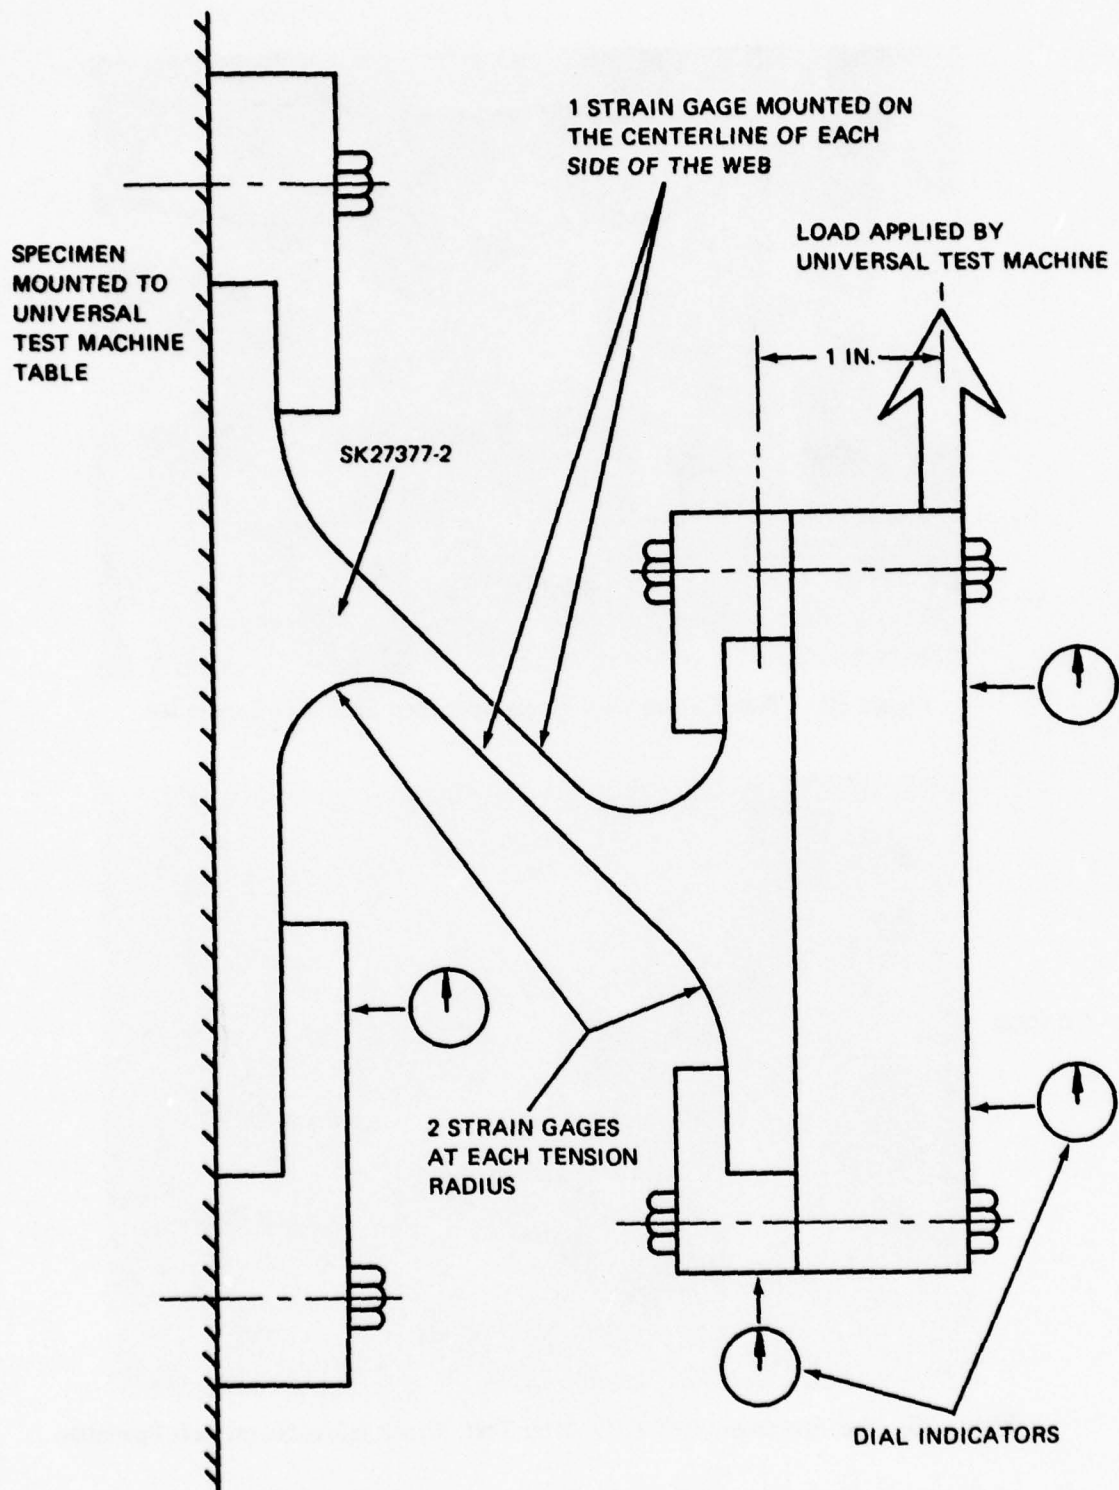 1 STRAIN GAGE MOUNTED ON
THE CENTERLINE OF EACH
SIDE OF THE WEB
LOAD APPLIED BY
UNIVERSAL TEST MACHINE
SPECIMEN
MOUNTED TO
UNIVERSAL
TEST MACHINE
TABLE
1 IN.
SK27377-2
2 STRAIN GAGES
AT EACH TENSION
RADIUS
DIAL INDICATORS